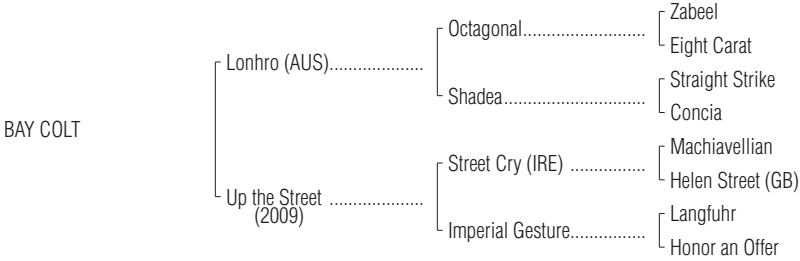 Zabeel
Octagonal..........................
Eight Carat
Lonhro (AUS)....................
Straight Strike
Shadea..............................
Concia
BAY COLT
Machiavellian
Street Cry (IRE) ................
Helen Street (GB)
Up the Street ....................
(2009)
Langfuhr
Imperial Gesture................
Honor an Offer